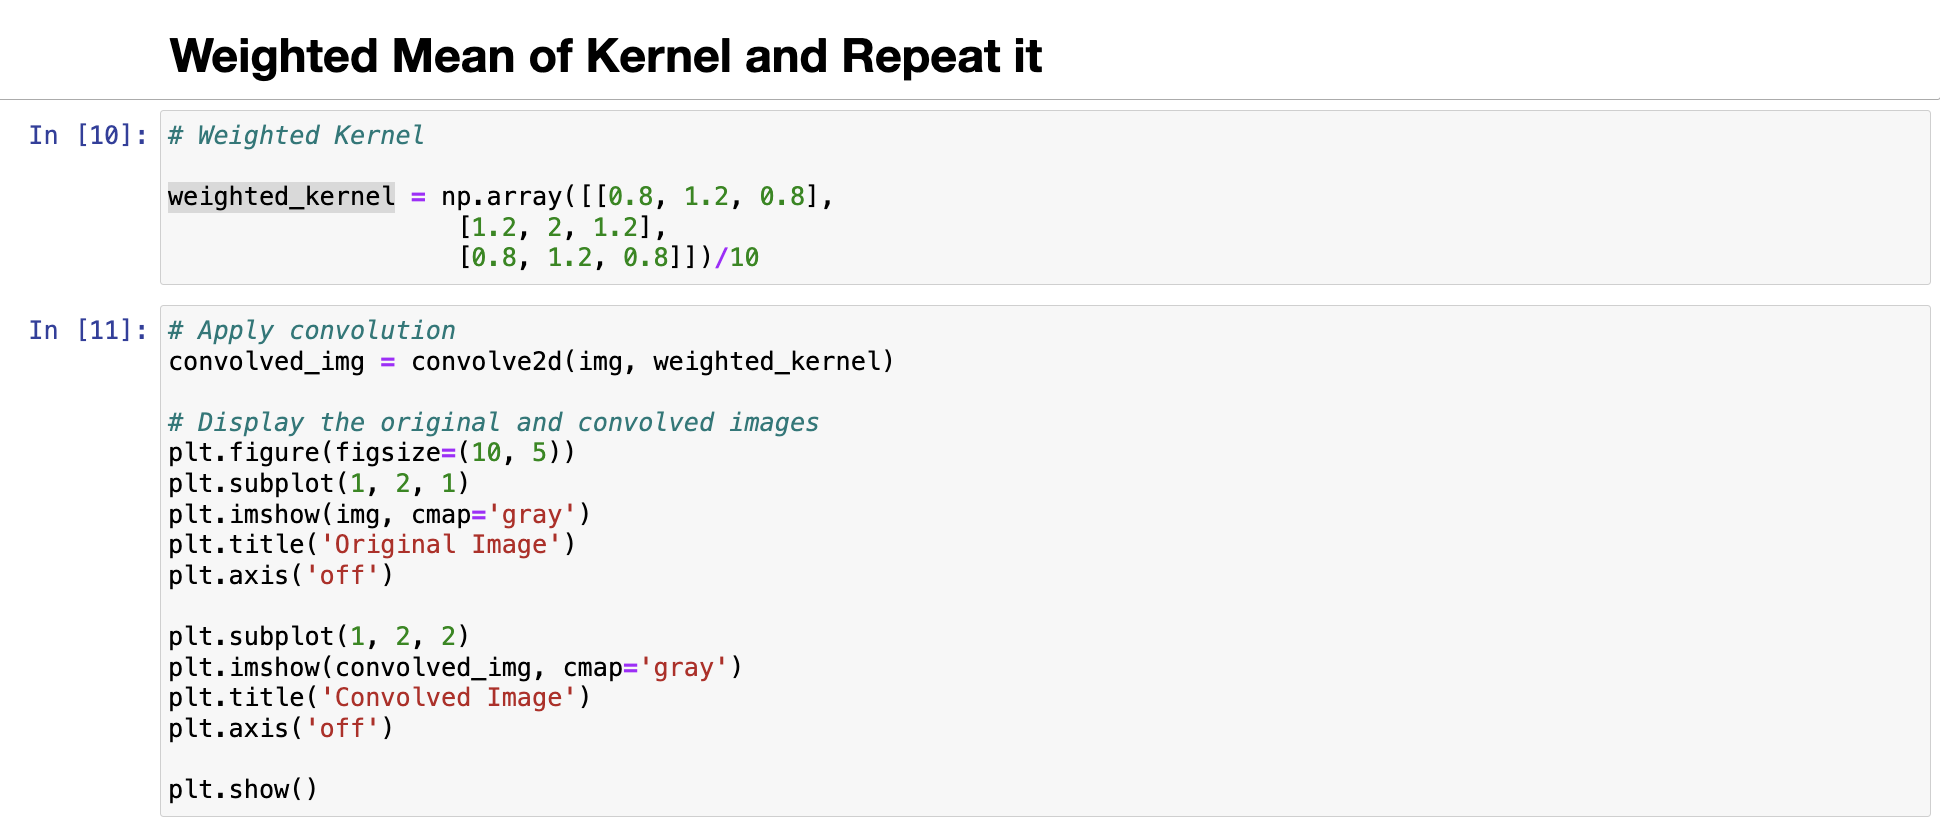 Weighted Mean of Kernel and Repeat it
In [10]: # Weighted Kernel
weighted_kernel = np.array([[0.8, 1.2, 0.8],
[1.2, 2, 1.2],
[0.8, 1.2, 0.8]])/10
In [11]: # Apply convolution
convolved_img = convolve2d(img, weighted_kernel)
# Display the original and convolved images
plt.figure(figsize=(10, 5))
plt.subplot(1, 2, 1)
plt.imshow(img, cmap='gray')
plt.title('Original Image')
plt.axis('off')
plt.subplot(1, 2, 2)
plt.imshow(convolved_img, cmap='gray')
plt.title('Convolved Image')
plt.axis('off')
plt.show()